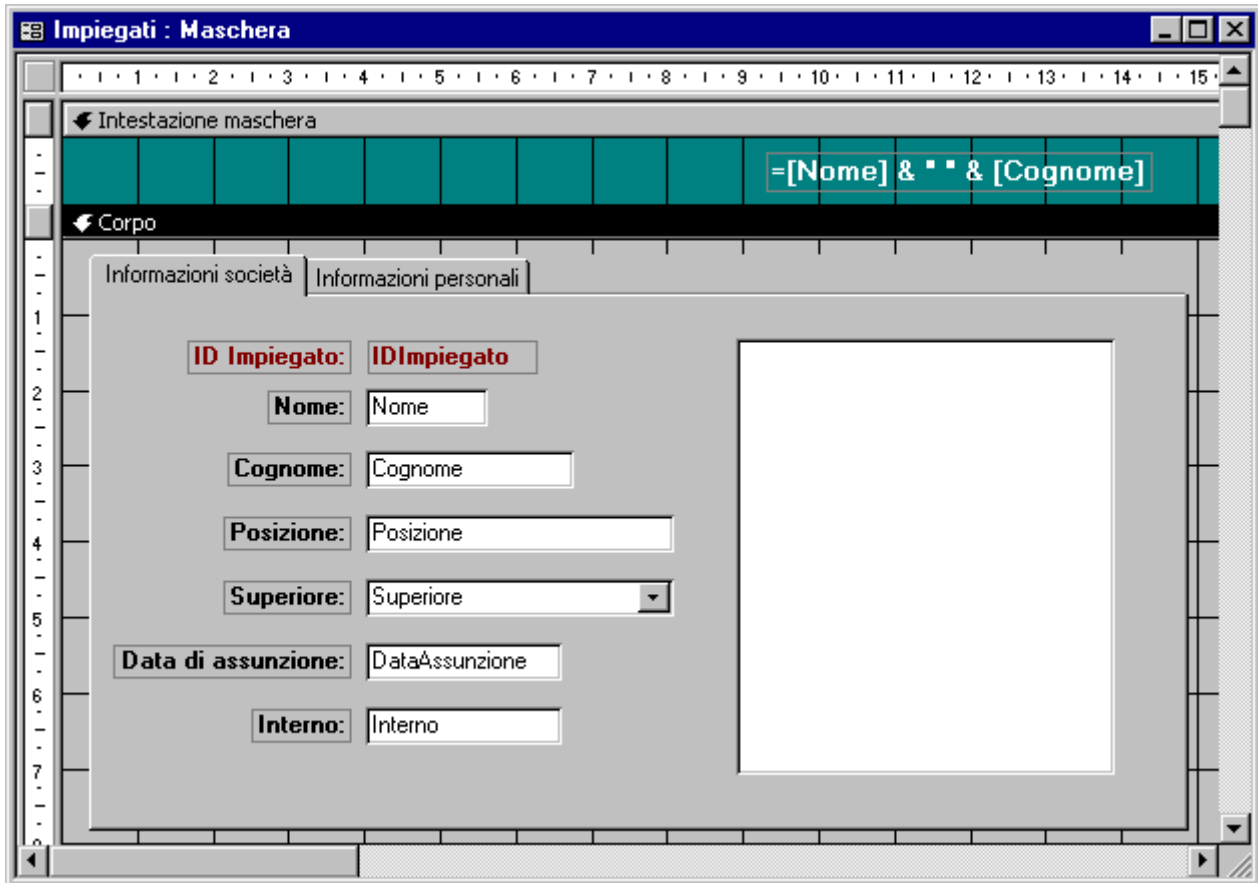 Impiegati : Maschera
1 2 3 4 5 6 7 8 9 10 11 12 13 14 15
Intestazione maschera
=[Nome] & " " & [Cognome]
Corpo
Informazioni società Informazioni personali
1
ID Impiegato: IDImpiegato
2
Nome: Nome
3
Cognome: Cognome
4
Posizione: Posizione
Superiore: Superiore
5
Data di assunzione: DataAssunzione
6
Interno: Interno
7